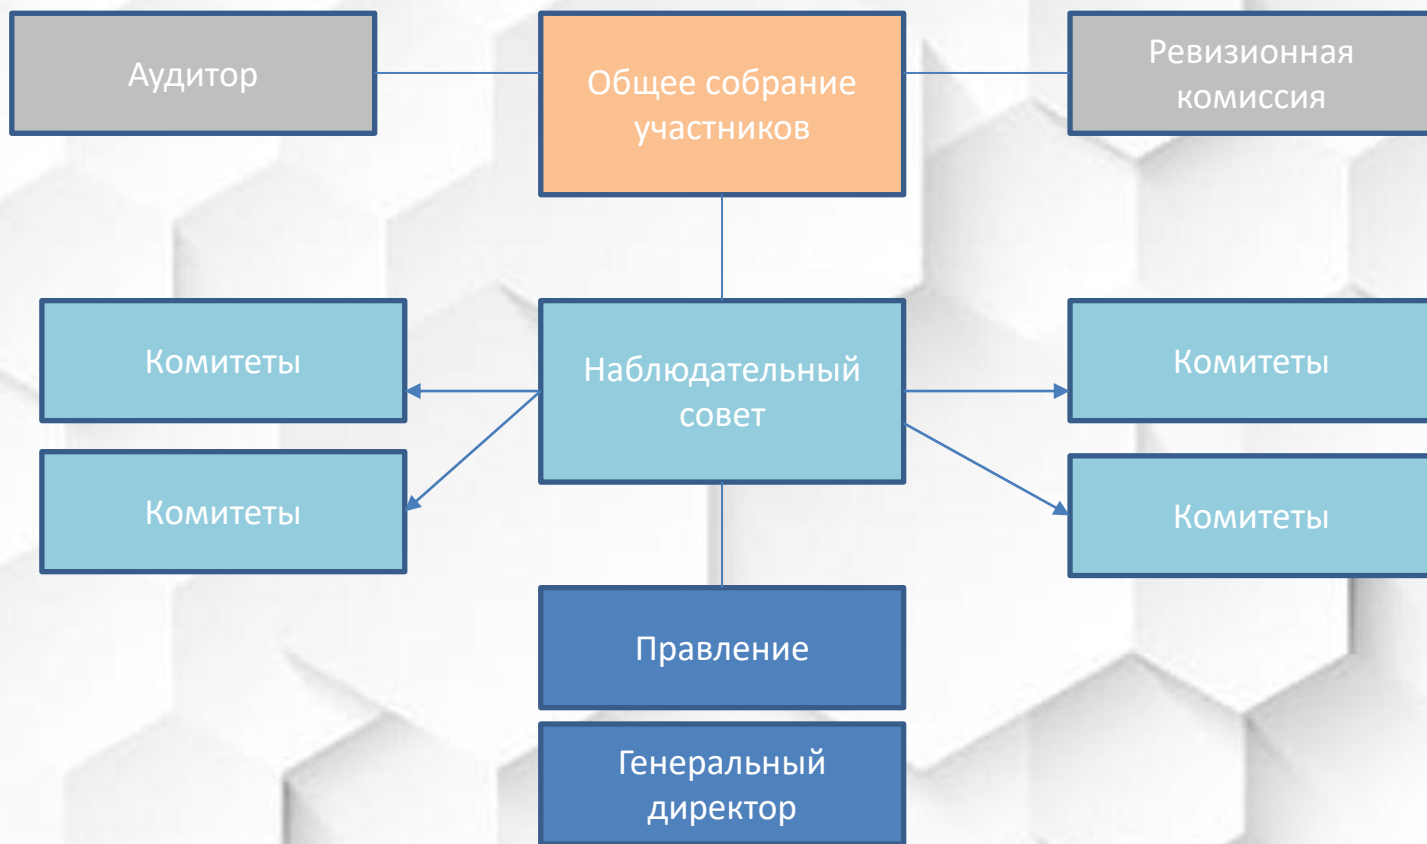 Аудитор
Общее собрание
участников
Ревизионная
комиссия
Комитеты
Наблюдательный
совет
Комитеты
Комитеты
Комитеты
Правление
Генеральный
директор